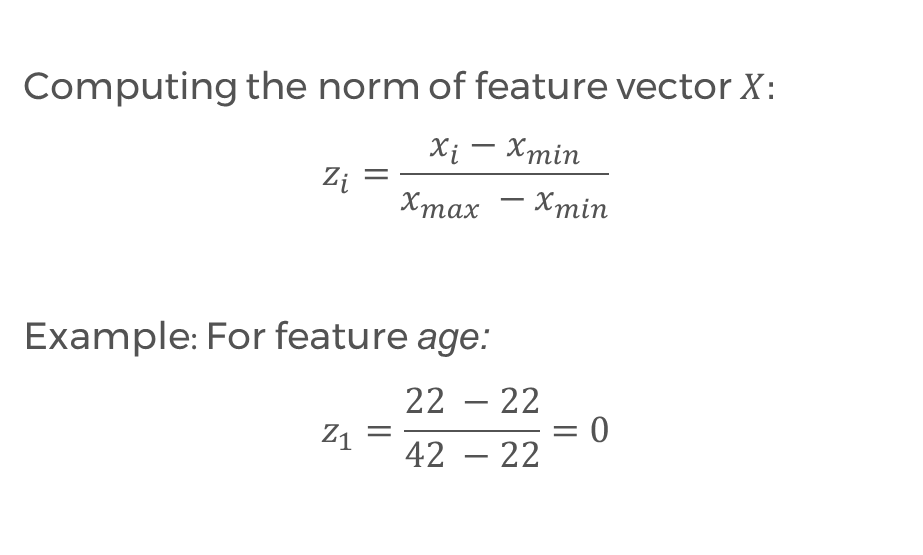 Computing the norm of feature vector X:
z_i = (x_i − x_min) / (x_max − x_min)
Example: For feature age:
z_1 = (22 − 22) / (42 − 22) = 0